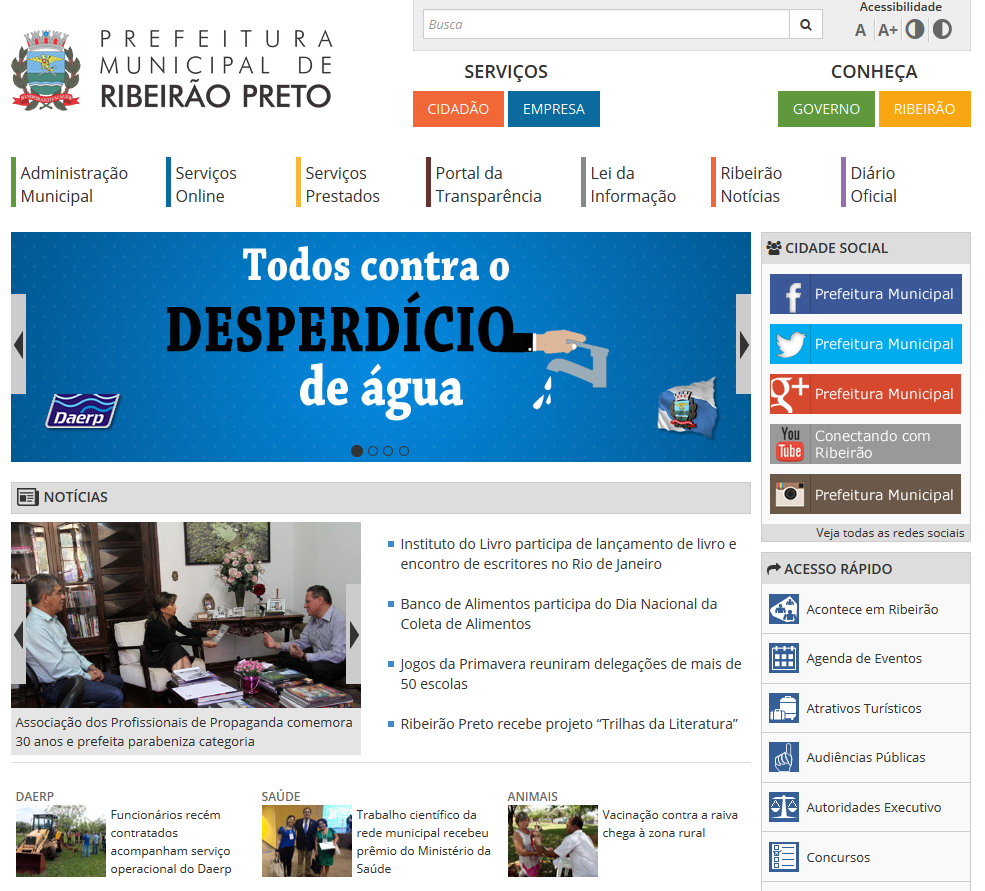 PREFEITURA
MUNICIPAL DE
RIBEIRÃO PRETO
Busca
Acessibilidade
A A+
SERVIÇOS
CIDADÃO EMPRESA
CONHEÇA
GOVERNO RIBEIRÃO
Administração
Municipal
Serviços
Online
Serviços
Prestados
Portal da
Transparência
Lei da
Informação
Ribeirão
Notícias
Diário
Oficial
Todos contra o
DESPERDÍCIO
de água
Daerp
CIDADE SOCIAL
Prefeitura Municipal
Prefeitura Municipal
g+ Prefeitura Municipal
You
Tube
Conectando com
Ribeirão
Prefeitura Municipal
Veja todas as redes sociais
NOTÍCIAS
Associação dos Profissionais de Propaganda comemora
30 anos e prefeita parabeniza categoria
Instituto do Livro participa de lançamento de livro e
encontro de escritores no Rio de Janeiro
Banco de Alimentos participa do Dia Nacional da
Coleta de Alimentos
Jogos da Primavera reuniram delegações de mais de
50 escolas
Ribeirão Preto recebe projeto “Trilhas da Literatura”
ACESSO RÁPIDO
Acontece em Ribeirão
Agenda de Eventos
Atrativos Turísticos
Audiências Públicas
Autoridades Executivo
Concursos
DAERP
Funcionários recém
contratados
acompanham serviço
operacional do Daerp
SAÚDE
Trabalho científico da
rede municipal recebeu
prêmio do Ministério da
Saúde
ANIMAIS
Vacinação contra a raiva
chega à zona rural